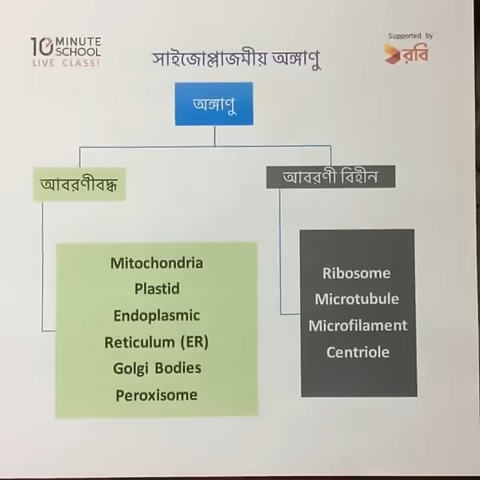 10 MINUTE
SCHOOL
LIVE CLASS!
Supported by
রবি
সাইজোপ্লাজমীয় অঙ্গাণু
অঙ্গাণু
আবরণীবদ্ধ
আবরণী বিহীন
Mitochondria
Plastid
Endoplasmic
Reticulum (ER)
Golgi Bodies
Peroxisome
Ribosome
Microtubule
Microfilament
Centriole